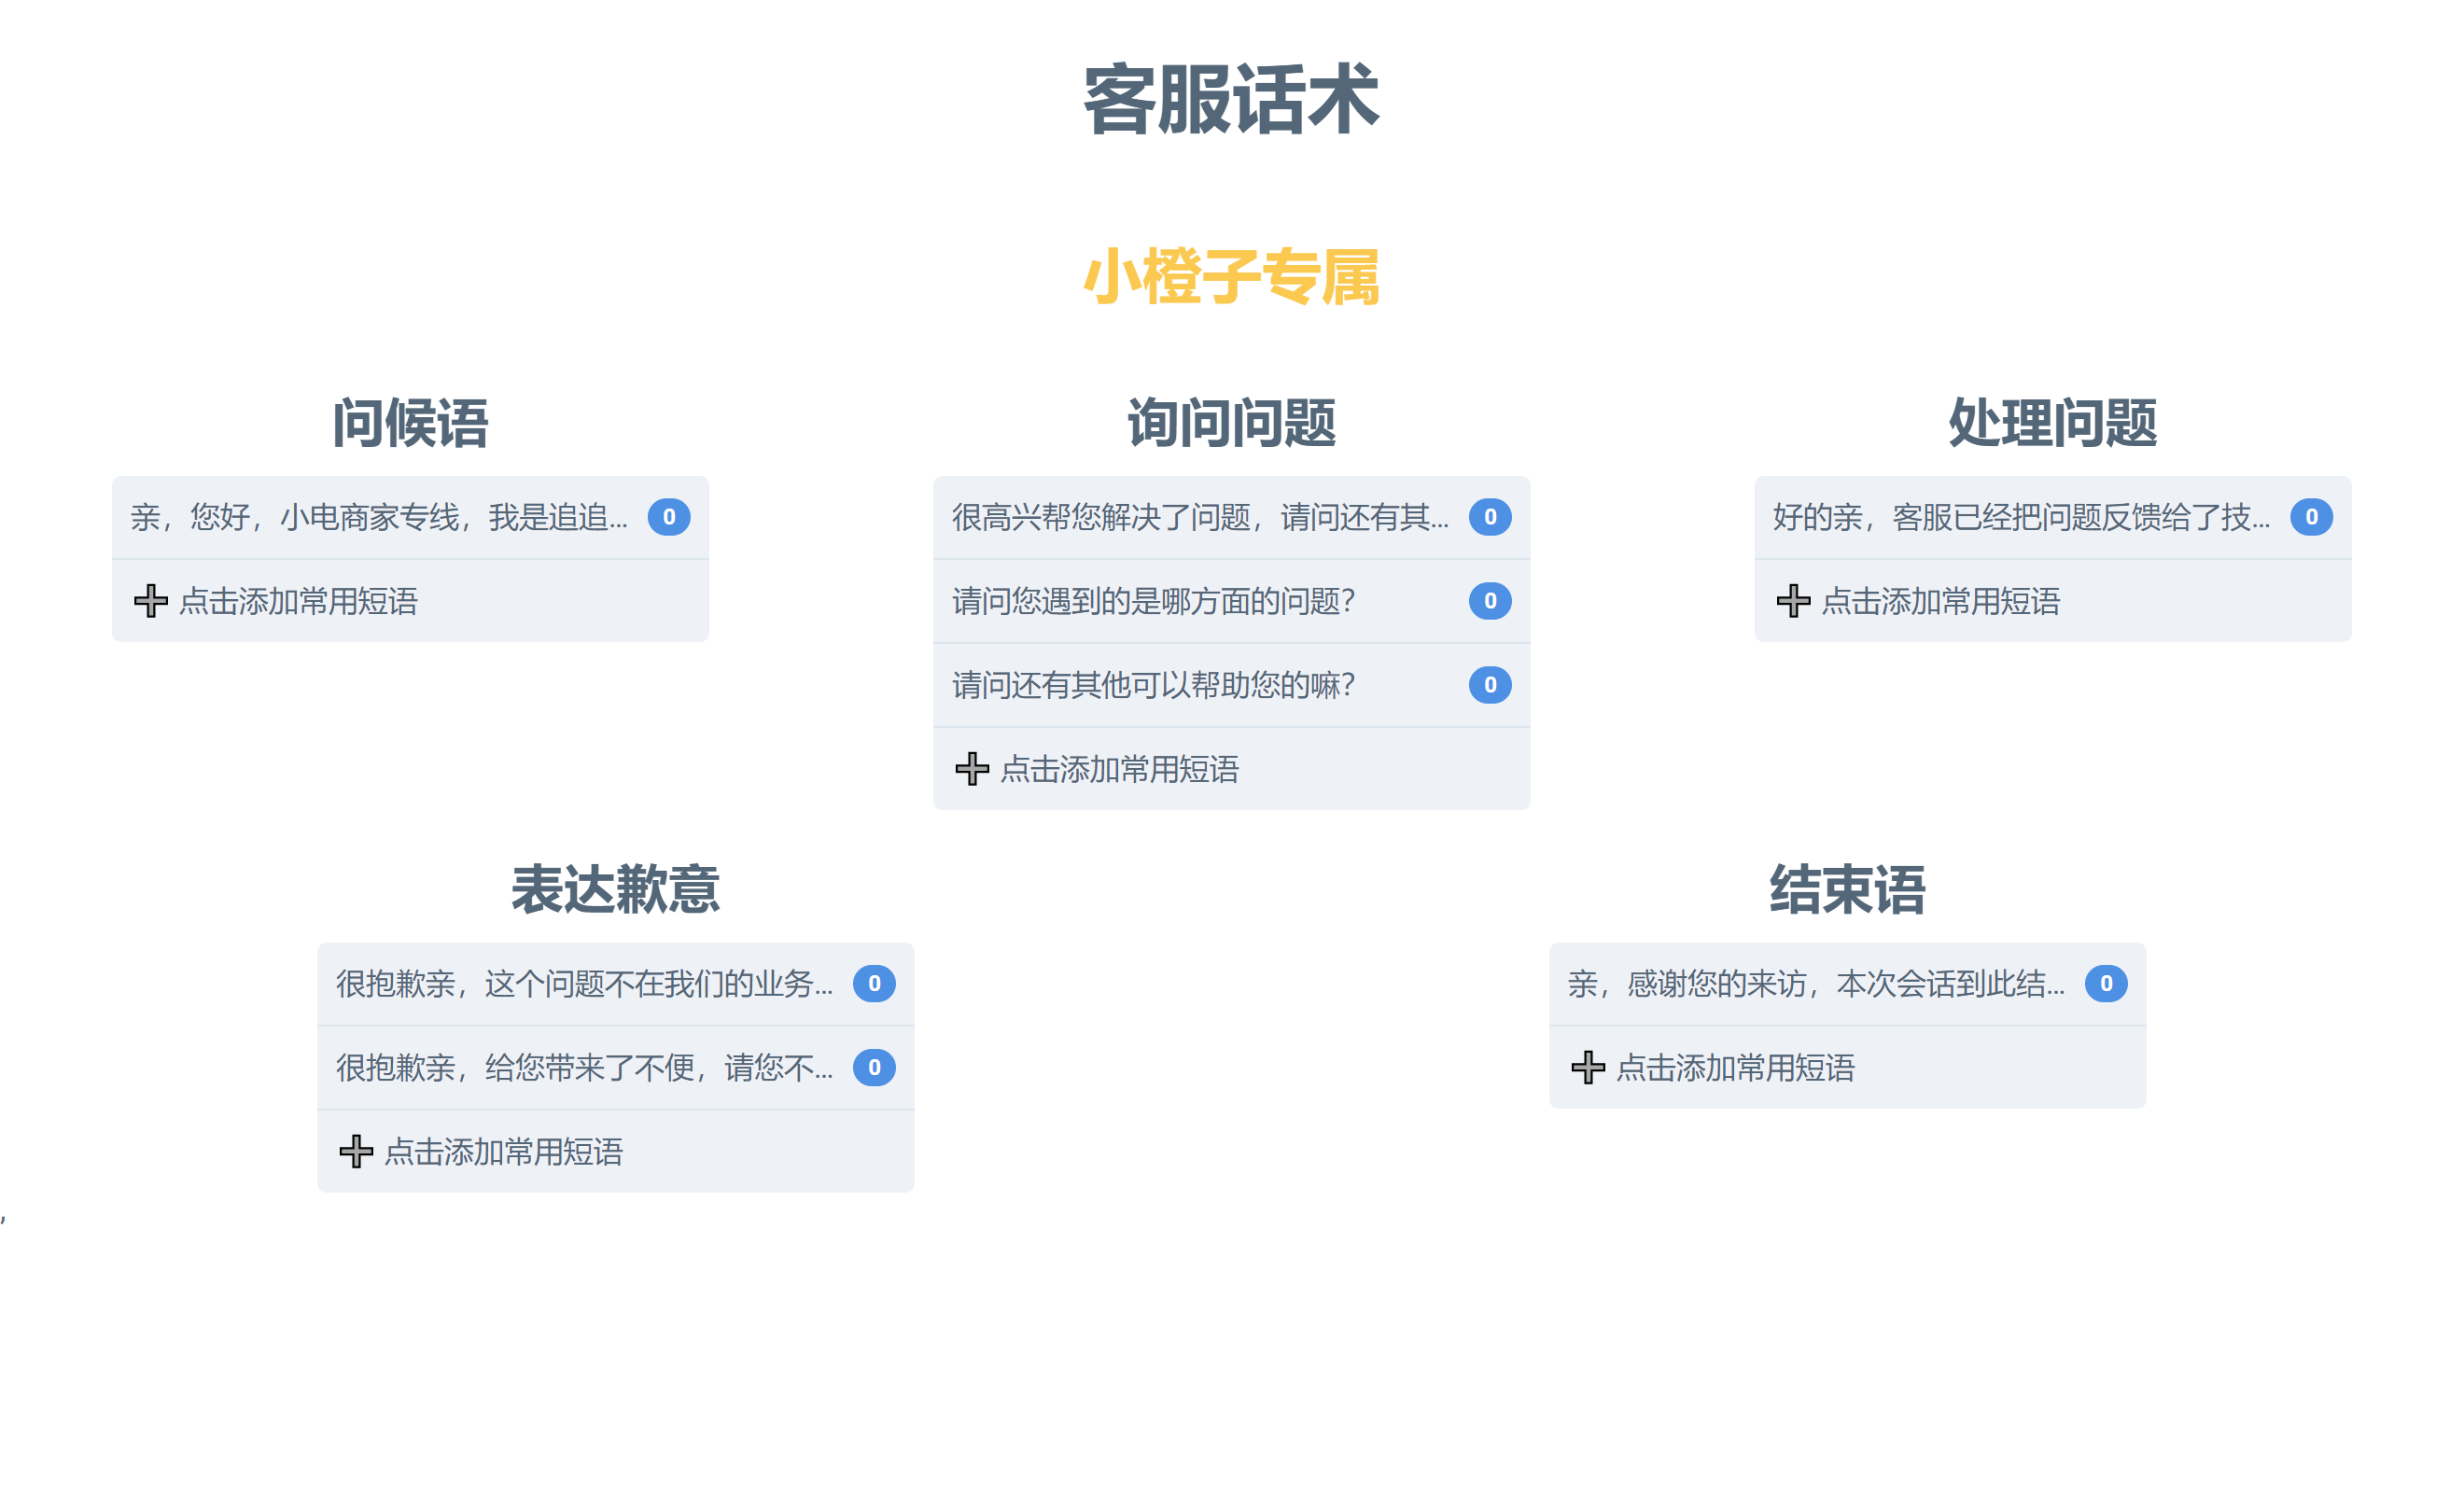 客服话术
小橙子专属
问候语
亲，您好，小电商家专线，我是追追... 0
点击添加常用短语
询问问题
很高兴帮您解决了问题，请问还有其... 0
请问您遇到的是哪方面的问题？ 0
请问还有其他可以帮助您的嘛？ 0
点击添加常用短语
处理问题
好的亲，客服已经把问题反馈给了技... 0
点击添加常用短语
表达歉意
很抱歉亲，这个问题不在我们的业务... 0
很抱歉亲，给您带来了不便，请您不... 0
点击添加常用短语
结束语
亲，感谢您的来访，本次会话到此结... 0
点击添加常用短语
,